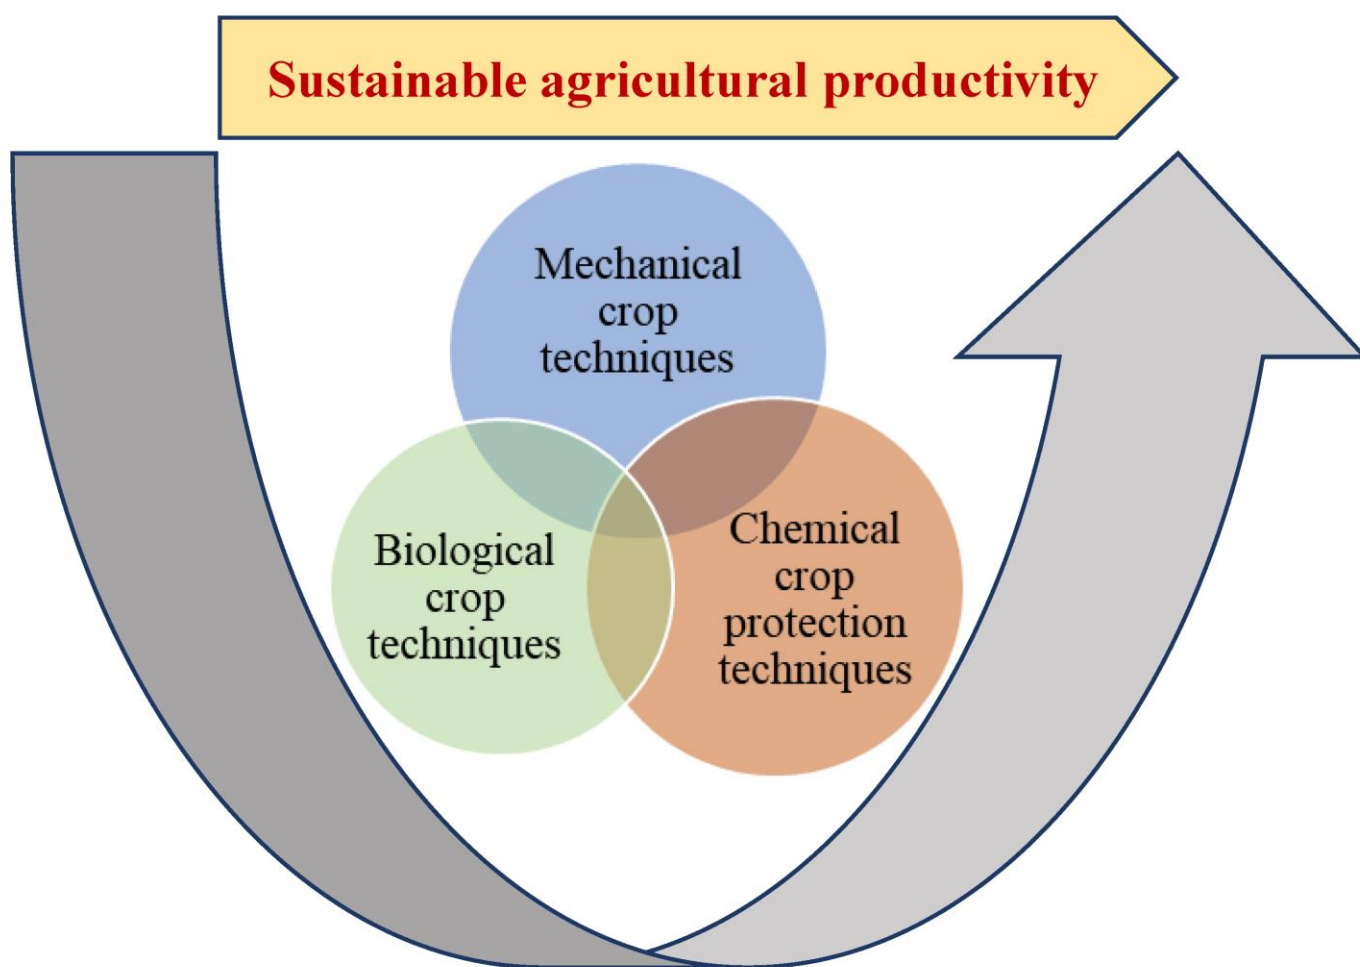 Sustainable agricultural productivity
Mechanical
crop
techniques
Biological
crop
techniques
Chemical
crop
protection
techniques